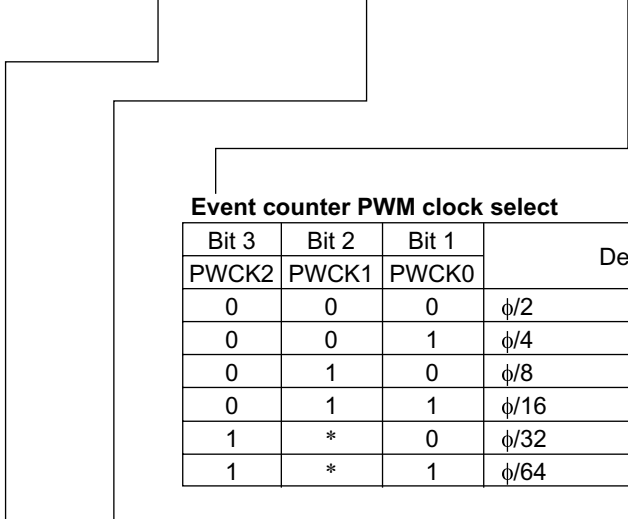 Event counter PWM clock select
Bit 3 Bit 2 Bit 1 De
PWCK2 PWCK1 PWCK0
0 0 0 ϕ/2
0 0 1 ϕ/4
0 1 0 ϕ/8
0 1 1 ϕ/16
1 * 0 ϕ/32
1 * 1 ϕ/64